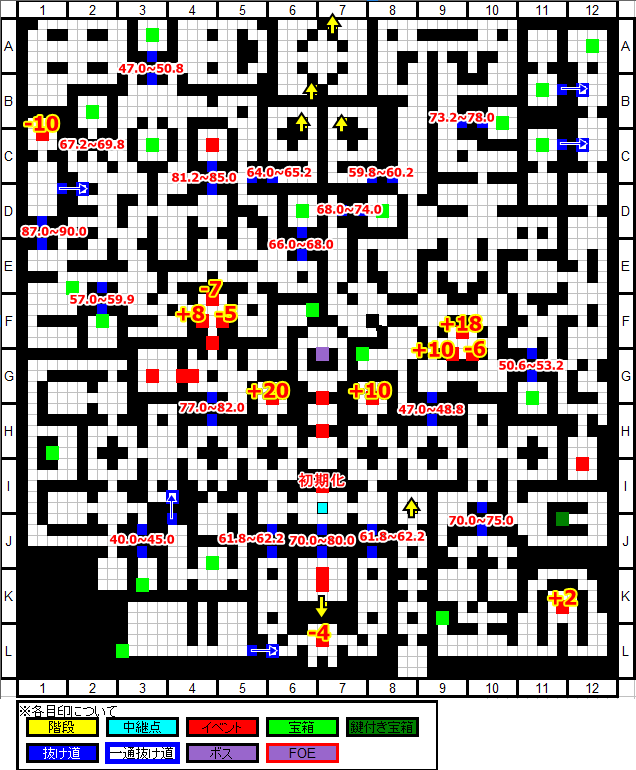 1 2 3 4 5 6 7 8 9 10 11 12
A A
47.0~50.8
B B
-10
73.2~78.0
67.2~69.8
C C
81.2~85.0 64.0~65.2 59.8~60.2
D D
68.0~74.0
87.0~90.0
66.0~68.0
E E
-7
57.0~59.9
+8 -5
F F
+18
+10 -6
50.6~53.2
G G
+20 +10
77.0~82.0 47.0~48.8
H H
I I
初期化
70.0~75.0
40.0~45.0 61.8~62.2 70.0~80.0 61.8~62.2
J J
K K
+2
-4
L L
1 2 3 4 5 6 7 8 9 10 11 12
※各目印について
階段 中継点 イベント 宝箱 鍵付き宝箱
抜け道 一通抜け道 ボス FOE